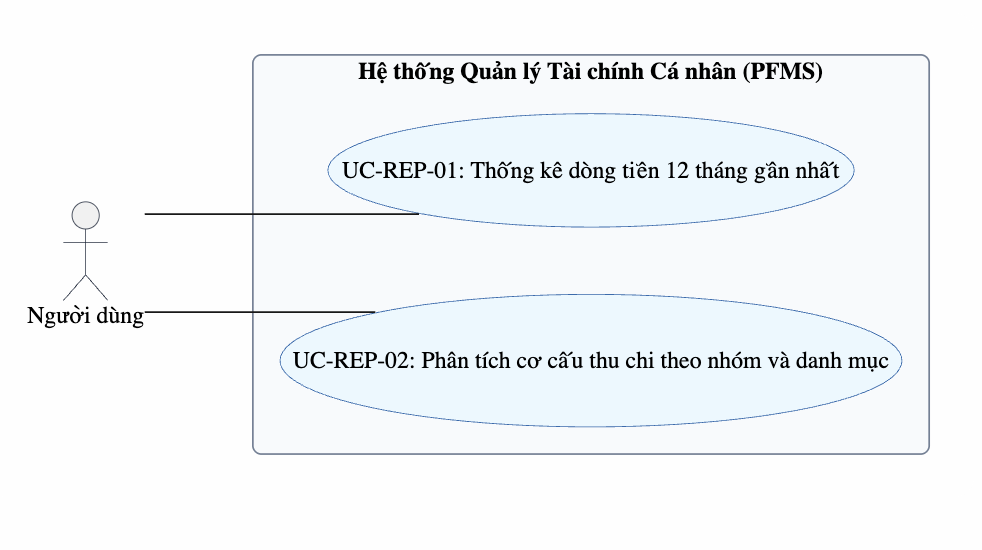 Hệ thống Quản lý Tài chính Cá nhân (PFMS)
UC-REP-01: Thống kê dòng tiền 12 tháng gần nhất
Người dùng
UC-REP-02: Phân tích cơ cấu thu chi theo nhóm và danh mục